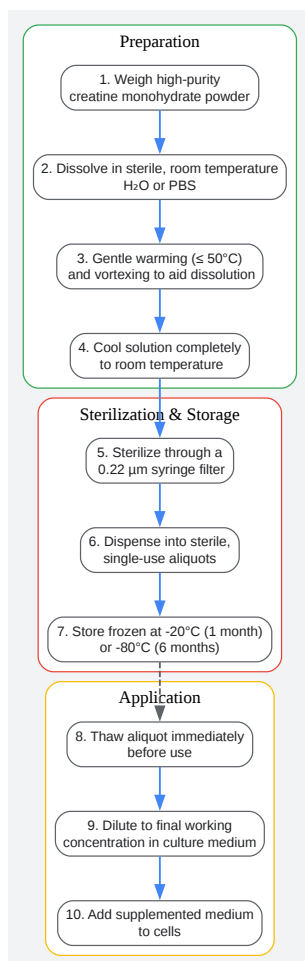 Preparation
1. Weigh high-purity
creatine monohydrate powder
2. Dissolve in sterile, room temperature
H₂O or PBS
3. Gentle warming (≤ 50°C)
and vortexing to aid dissolution
4. Cool solution completely
to room temperature
Sterilization & Storage
5. Sterilize through a
0.22 µm syringe filter
6. Dispense into sterile,
single-use aliquots
7. Store frozen at -20°C (1 month)
or -80°C (6 months)
Application
8. Thaw aliquot immediately
before use
9. Dilute to final working
concentration in culture medium
10. Add supplemented medium
to cells